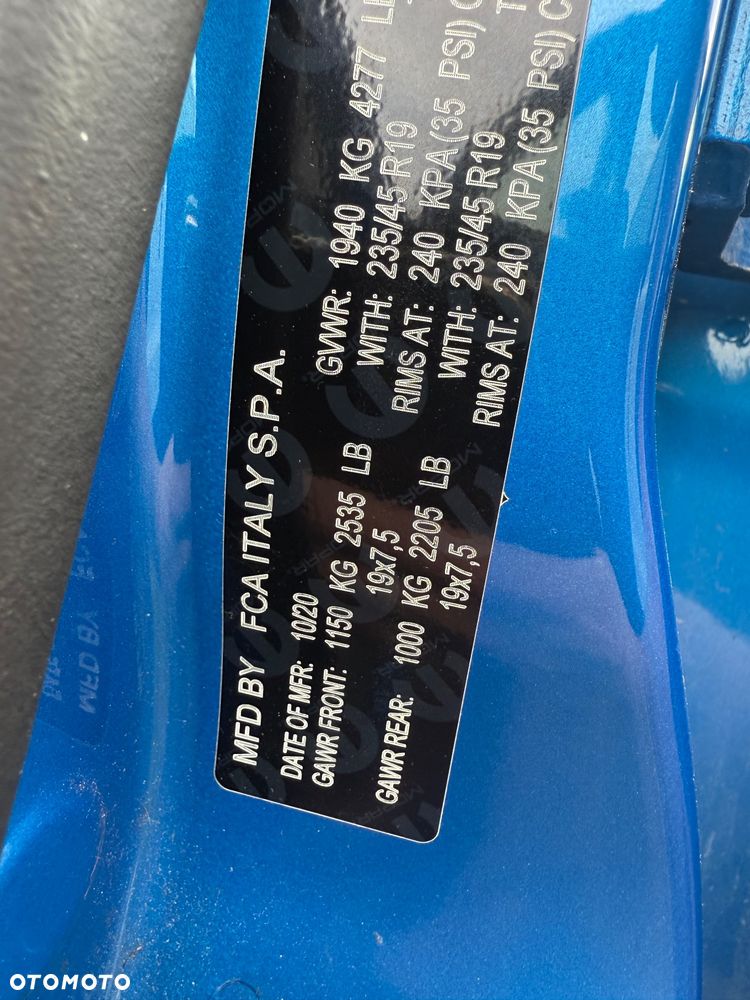 MFD BY FCA ITALY S.P.A.
DATE OF MFR: 10/20 GVWR: 1940 KG 4277
GAWR FRONT: 1150 KG 2535 LB WITH: 235/45 R19
19x7,5 RIMS AT: 240 KPA (35 PSI)
GAWR REAR: 1000 KG 2205 LB WITH: 235/45 R19
19x7,5 RIMS AT: 240 KPA (35 PSI)
MOPAR
OTOMOTO